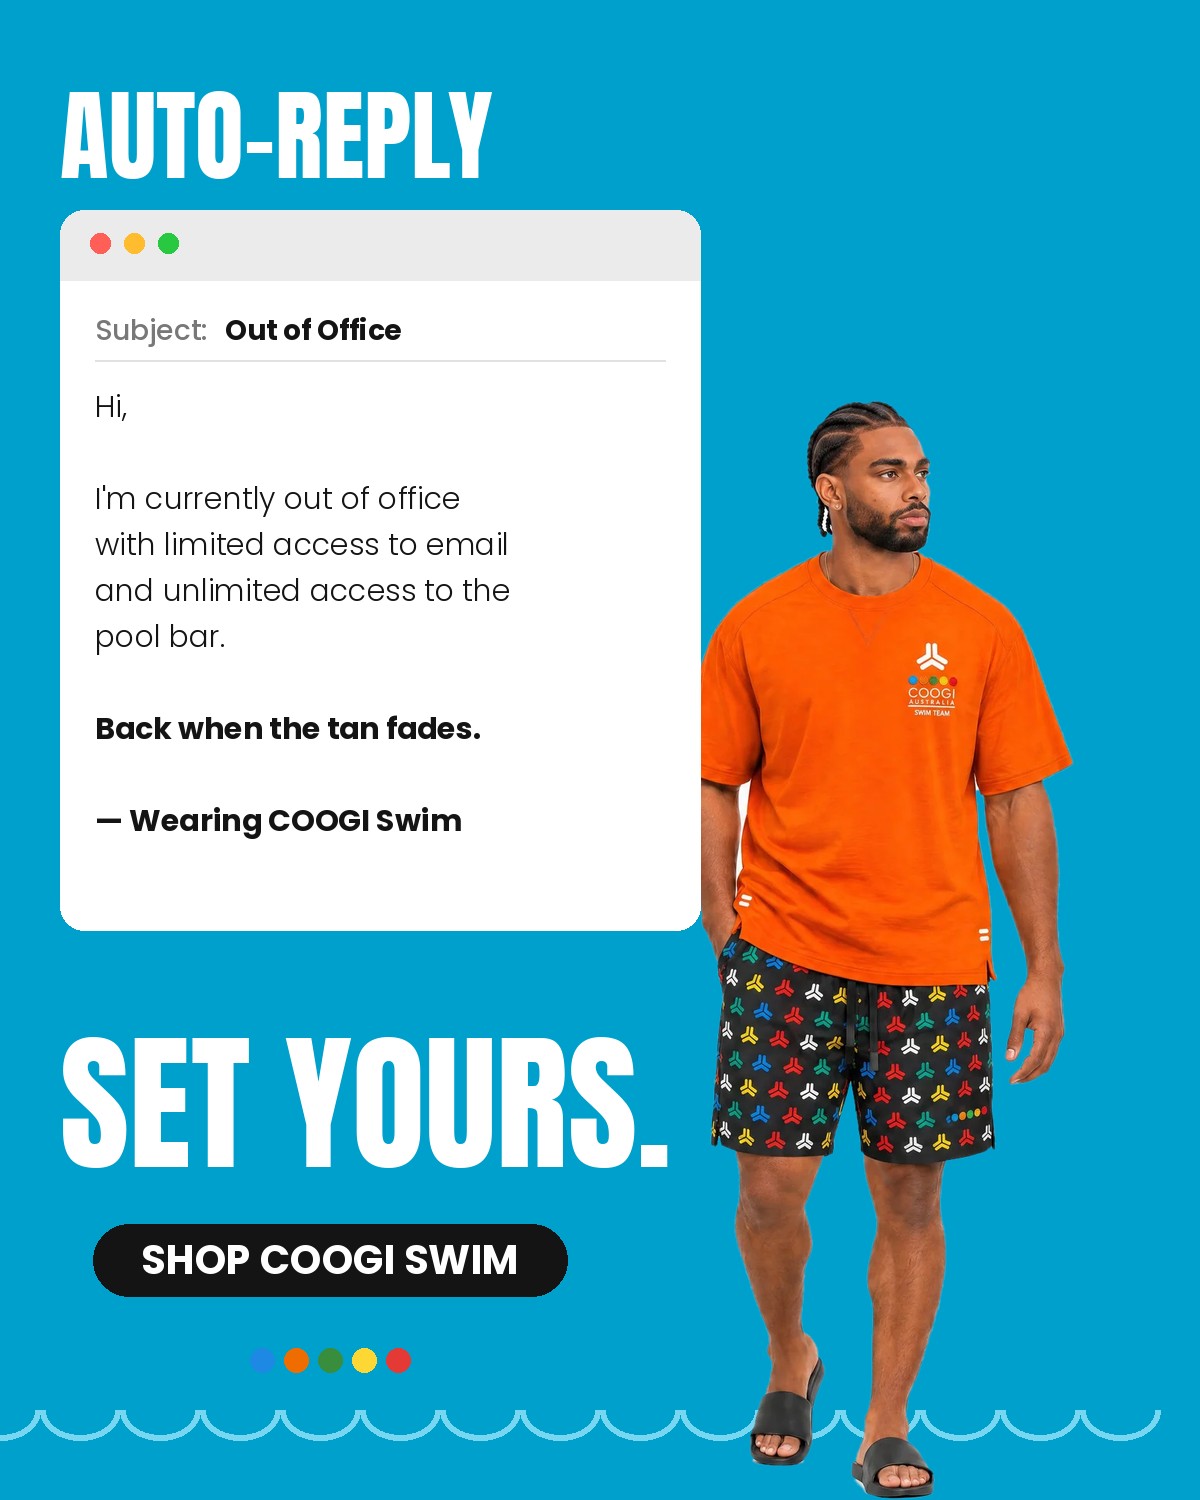 AUTO-REPLY
Subject: Out of Office
Hi,
I'm currently out of office
with limited access to email
and unlimited access to the
pool bar.
Back when the tan fades.
— Wearing COOGI Swim
COOGI
AUSTRALIA
SWIM TEAM
SET YOURS.
SHOP COOGI SWIM